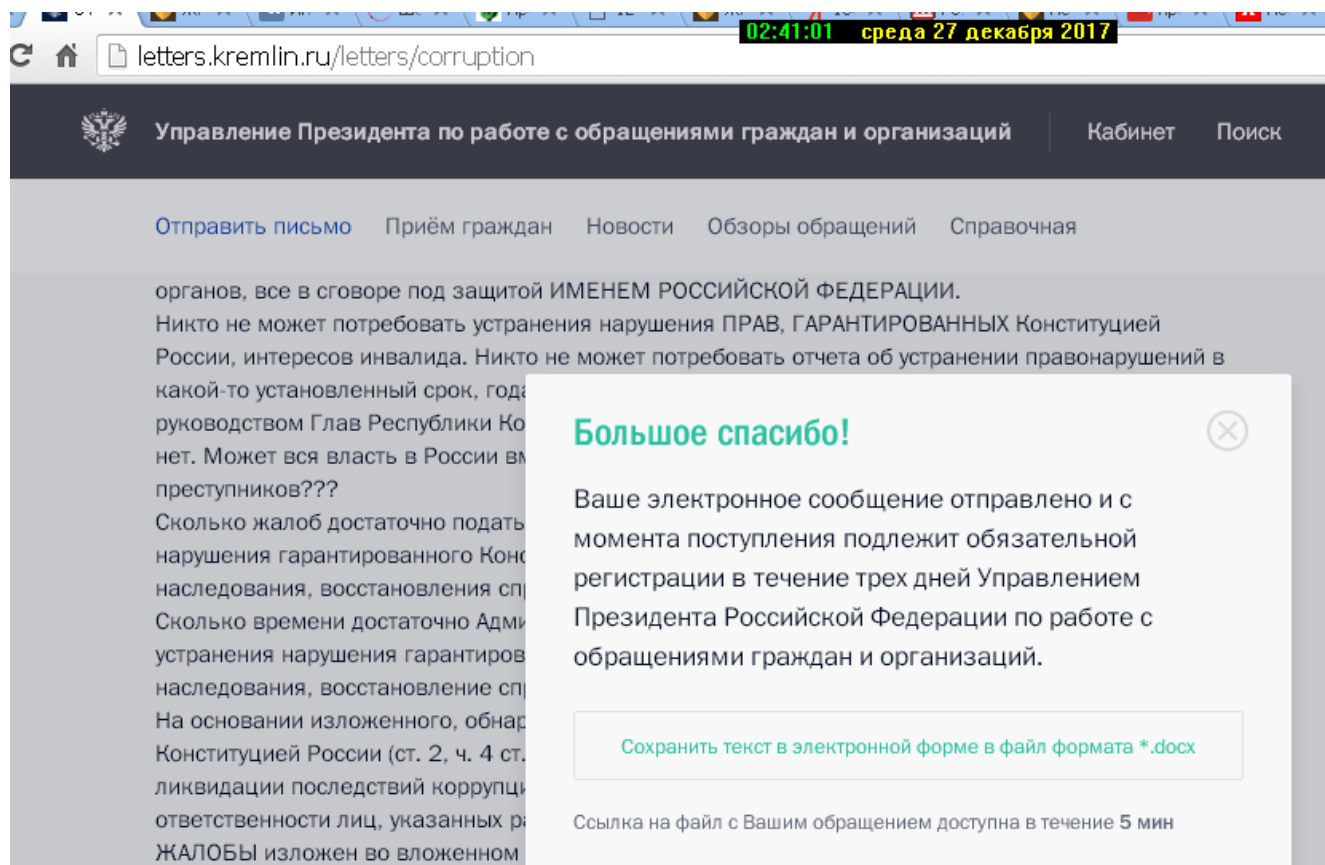 02:41:01 среда 27 декабря 2017
letters.kremlin.ru/letters/corruption
Управление Президента по работе с обращениями граждан и организаций Кабинет Поиск
Отправить письмо Приём граждан Новости Обзоры обращений Справочная
органов, все в сговоре под защитой ИМЕНЕМ РОССИЙСКОЙ ФЕДЕРАЦИИ.
Никто не может потребовать устранения нарушения ПРАВ, ГАРАНТИРОВАННЫХ Конституцией
России, интересов инвалида. Никто не может потребовать отчета об устранении правонарушений в
какой-то установленный срок, года
руководством Глав Республики Ко
нет. Может вся власть в России вм
преступников???
Сколько жалоб достаточно подать
нарушения гарантированного Конс
наследования, восстановления сп
Сколько времени достаточно Адми
устранения нарушения гарантиров
наследования, восстановление сп
На основании изложенного, обнар
Конституцией России (ст. 2, ч. 4 ст.
ликвидации последствий коррупци
ответственности лиц, указанных ра
ЖАЛОБЫ изложен во вложенном
Большое спасибо!
Ваше электронное сообщение отправлено и с
момента поступления подлежит обязательной
регистрации в течение трех дней Управлением
Президента Российской Федерации по работе с
обращениями граждан и организаций.
Сохранить текст в электронной форме в файл формата *.docx
Ссылка на файл с Вашим обращением доступна в течение 5 мин